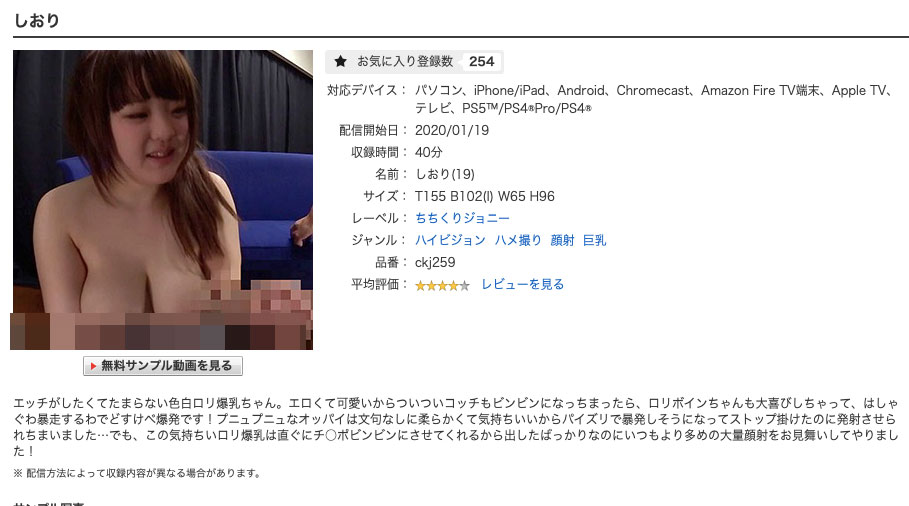 しおり
お気に入り登録数 254
対応デバイス： パソコン、iPhone/iPad、Android、Chromecast、Amazon Fire TV端末、Apple TV、
テレビ、PS5™/PS4®Pro/PS4®
配信開始日： 2020/01/19
収録時間： 40分
名前： しおり(19)
サイズ： T155 B102(I) W65 H96
レーベル： ちちくりジョニー
ジャンル： ハイビジョン ハメ撮り 顔射 巨乳
品番： ckj259
平均評価： レビューを見る
無料サンプル動画を見る
エッチがしたくてたまらない色白ロリ爆乳ちゃん。エロくて可愛いからついついコッチもビンビンになっちまったら、ロリボインちゃんも大喜びしちゃって、はしゃ
ぐわ暴走するわでどすけべ爆発です！プニュプニュなオッパイは文句なしに柔らかくて気持ちいいからパイズリで暴発しそうになってストップ掛けたのに発射させら
れちまいました…でも、この気持ちいロリ爆乳は直ぐにチ○ポビンビンにさせてくれるから出したばっかりなのにいつもより多めの大量顔射をお見舞いしてやりまし
た！
※ 配信方法によって収録内容が異なる場合があります。